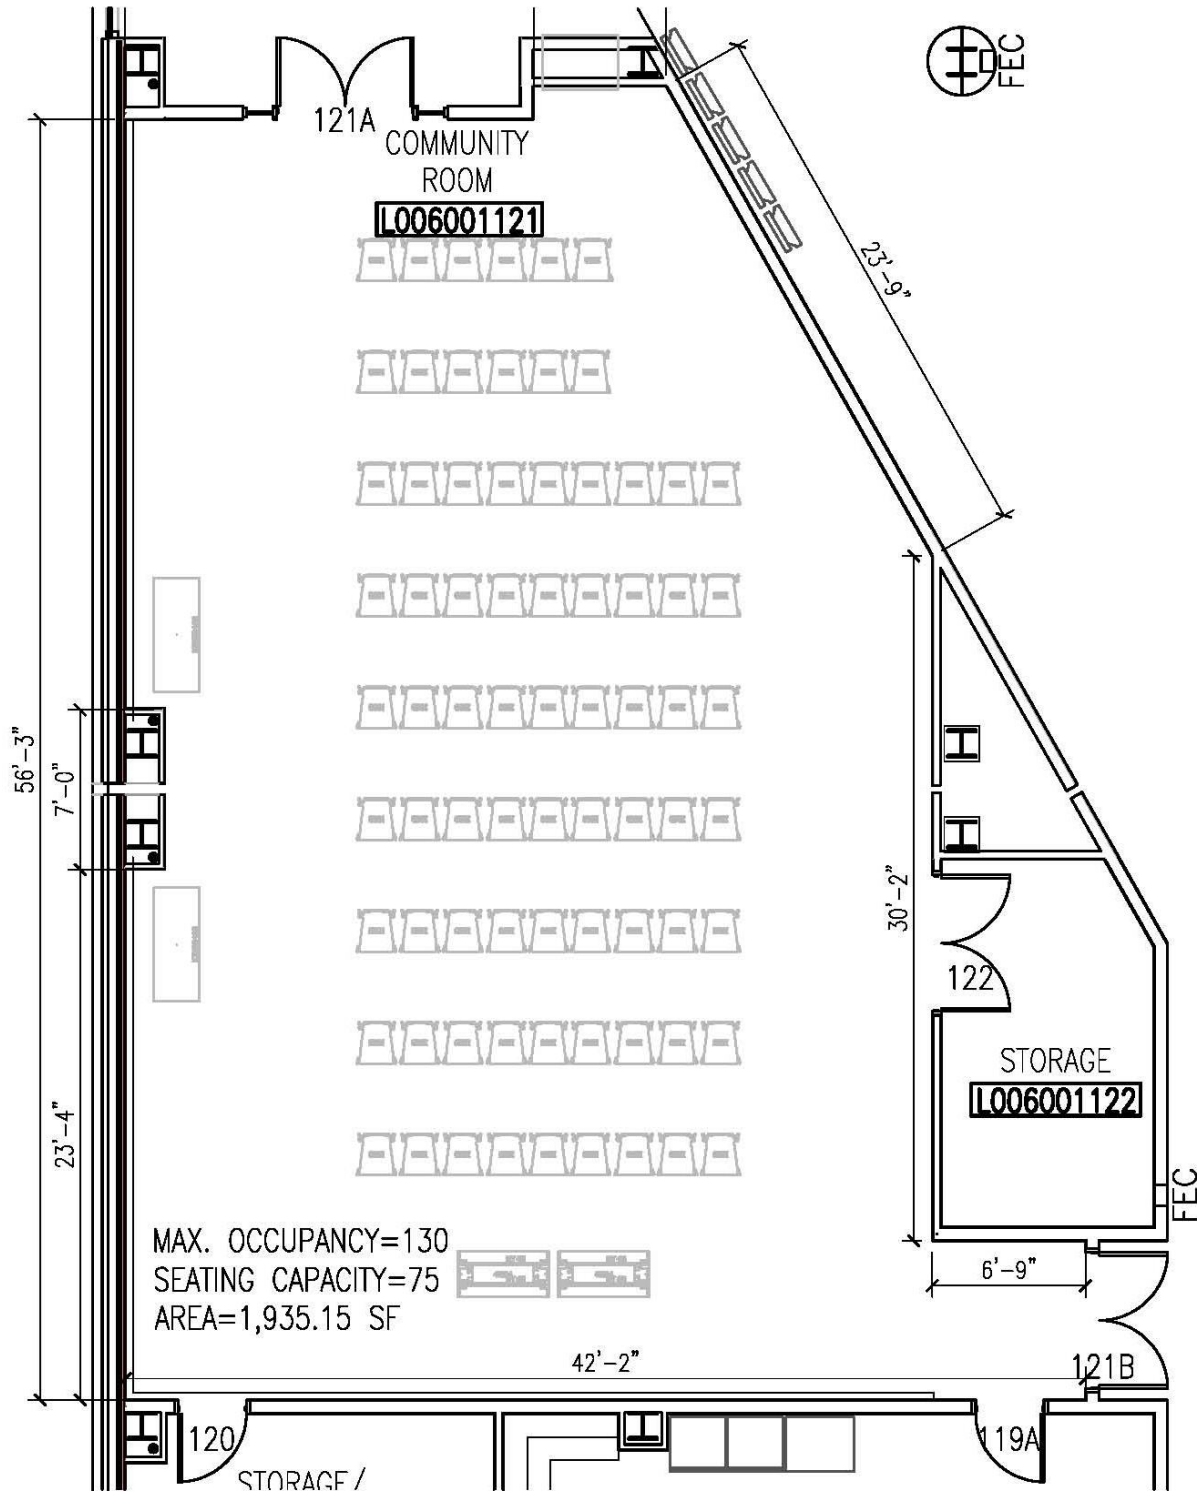 FEC
121A
COMMUNITY
ROOM
L006001121
23'-9"
56'-3"
7'-0"
30'-2"
122
STORAGE
L006001122
23'-4"
FEC
MAX. OCCUPANCY=130
SEATING CAPACITY=75
AREA=1,935.15 SF
6'-9"
42'-2"
121B
120
119A
STORAGE/